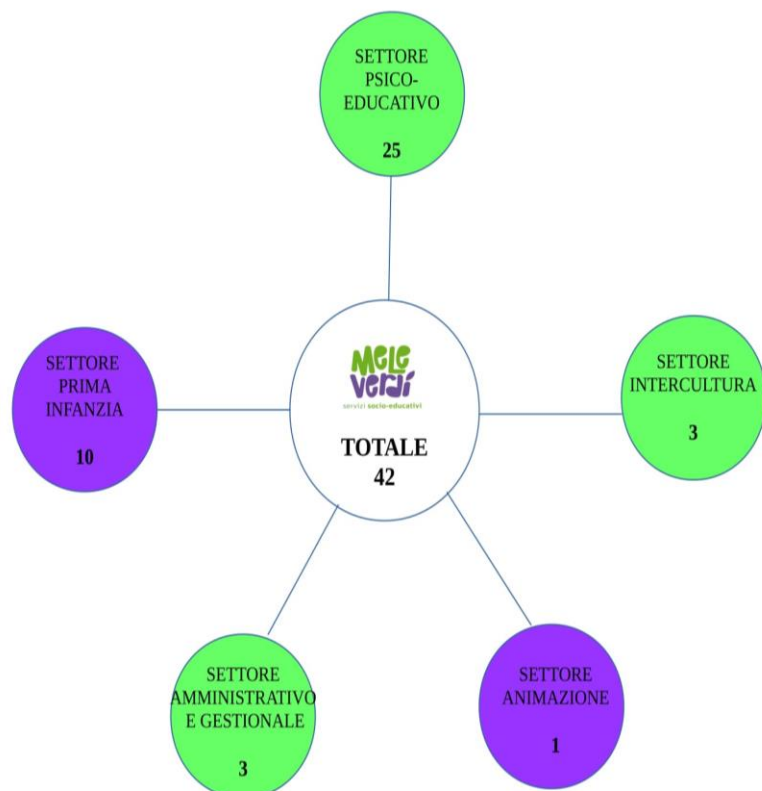 SETTORE
PSICO-
EDUCATIVO
25
SETTORE
PRIMA
INFANZIA
10
MeLe
verdi
servizi socio-educativi
TOTALE
42
SETTORE
INTERCULTURA
3
SETTORE
AMMINISTRATIVO
E GESTIONALE
3
SETTORE
ANIMAZIONE
1